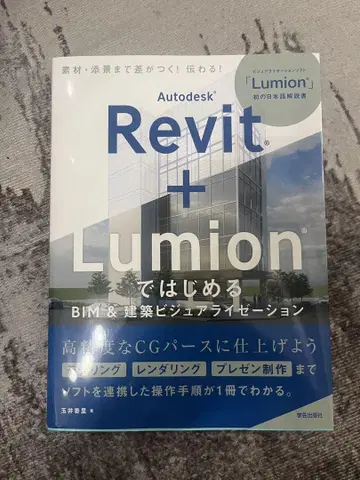 素材・添景まで差がつく!伝わる!
ビジュアライゼーションソフト
「Lumion®」
初の日本語解説書
Autodesk®
Revit®
+
Lumion®
ではじめる
BIM & 建築ビジュアライゼーション
高精度なCGパースに仕上げよう
モデリング レンダリング プレゼン制作 まで
ソフトを連携した操作手順が1冊でわかる。
玉井香里 著
学芸出版社